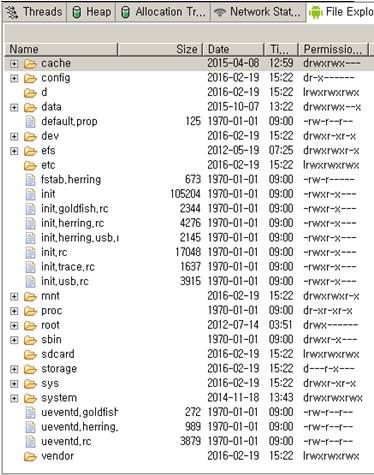 Threads Heap Allocation Tr... Network Stat... File Explo
Name Size Date Ti... Permissio...
cache 2015-04-08 12:59 drwxrwx---
config 2016-02-19 15:22 dr-x------
d 2016-02-19 15:22 lrwxrwxrwx
data 2015-10-07 13:22 drwxrwx--x
default,prop 125 1970-01-01 09:00 -rw-r--r--
dev 2016-02-19 15:22 drwxr-xr-x
efs 2012-05-19 07:25 drwxrwxr-x
etc 2016-02-19 15:22 lrwxrwxrwx
fstab,herring 673 1970-01-01 09:00 -rw-r-----
init 105204 1970-01-01 09:00 -rwxr-x---
init,goldfish,rc 2344 1970-01-01 09:00 -rwxr-x---
init,herring,rc 4276 1970-01-01 09:00 -rwxr-x---
init,herring,usb,r 2145 1970-01-01 09:00 -rwxr-x---
init,rc 17048 1970-01-01 09:00 -rwxr-x---
init,trace,rc 1637 1970-01-01 09:00 -rwxr-x---
init,usb,rc 3915 1970-01-01 09:00 -rwxr-x---
mnt 2016-02-19 15:22 drwxrwxr-x
proc 1970-01-01 09:00 dr-xr-xr-x
root 2012-07-14 03:51 drwx------
sbin 1970-01-01 09:00 drwxr-x---
sdcard 2016-02-19 15:22 lrwxrwxrwx
storage 2016-02-19 15:22 d---r-x---
sys 2016-02-19 15:22 drwxr-xr-x
system 2014-11-18 13:43 drwxrwxrwx
ueventd,goldfish 272 1970-01-01 09:00 -rw-r--r--
ueventd,herring, 989 1970-01-01 09:00 -rw-r--r--
ueventd,rc 3879 1970-01-01 09:00 -rw-r--r--
vendor 2016-02-19 15:22 lrwxrwxrwx